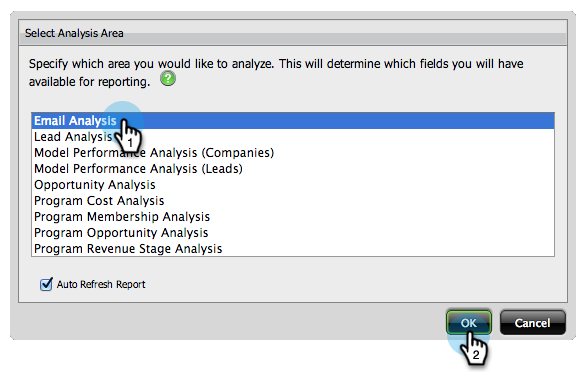 Select Analysis Area
Specify which area you would like to analyze. This will determine which fields you will have
available for reporting. ?
Email Analysis
1
Lead Analysis
Model Performance Analysis (Companies)
Model Performance Analysis (Leads)
Opportunity Analysis
Program Cost Analysis
Program Membership Analysis
Program Opportunity Analysis
Program Revenue Stage Analysis
Auto Refresh Report
OK Cancel
2